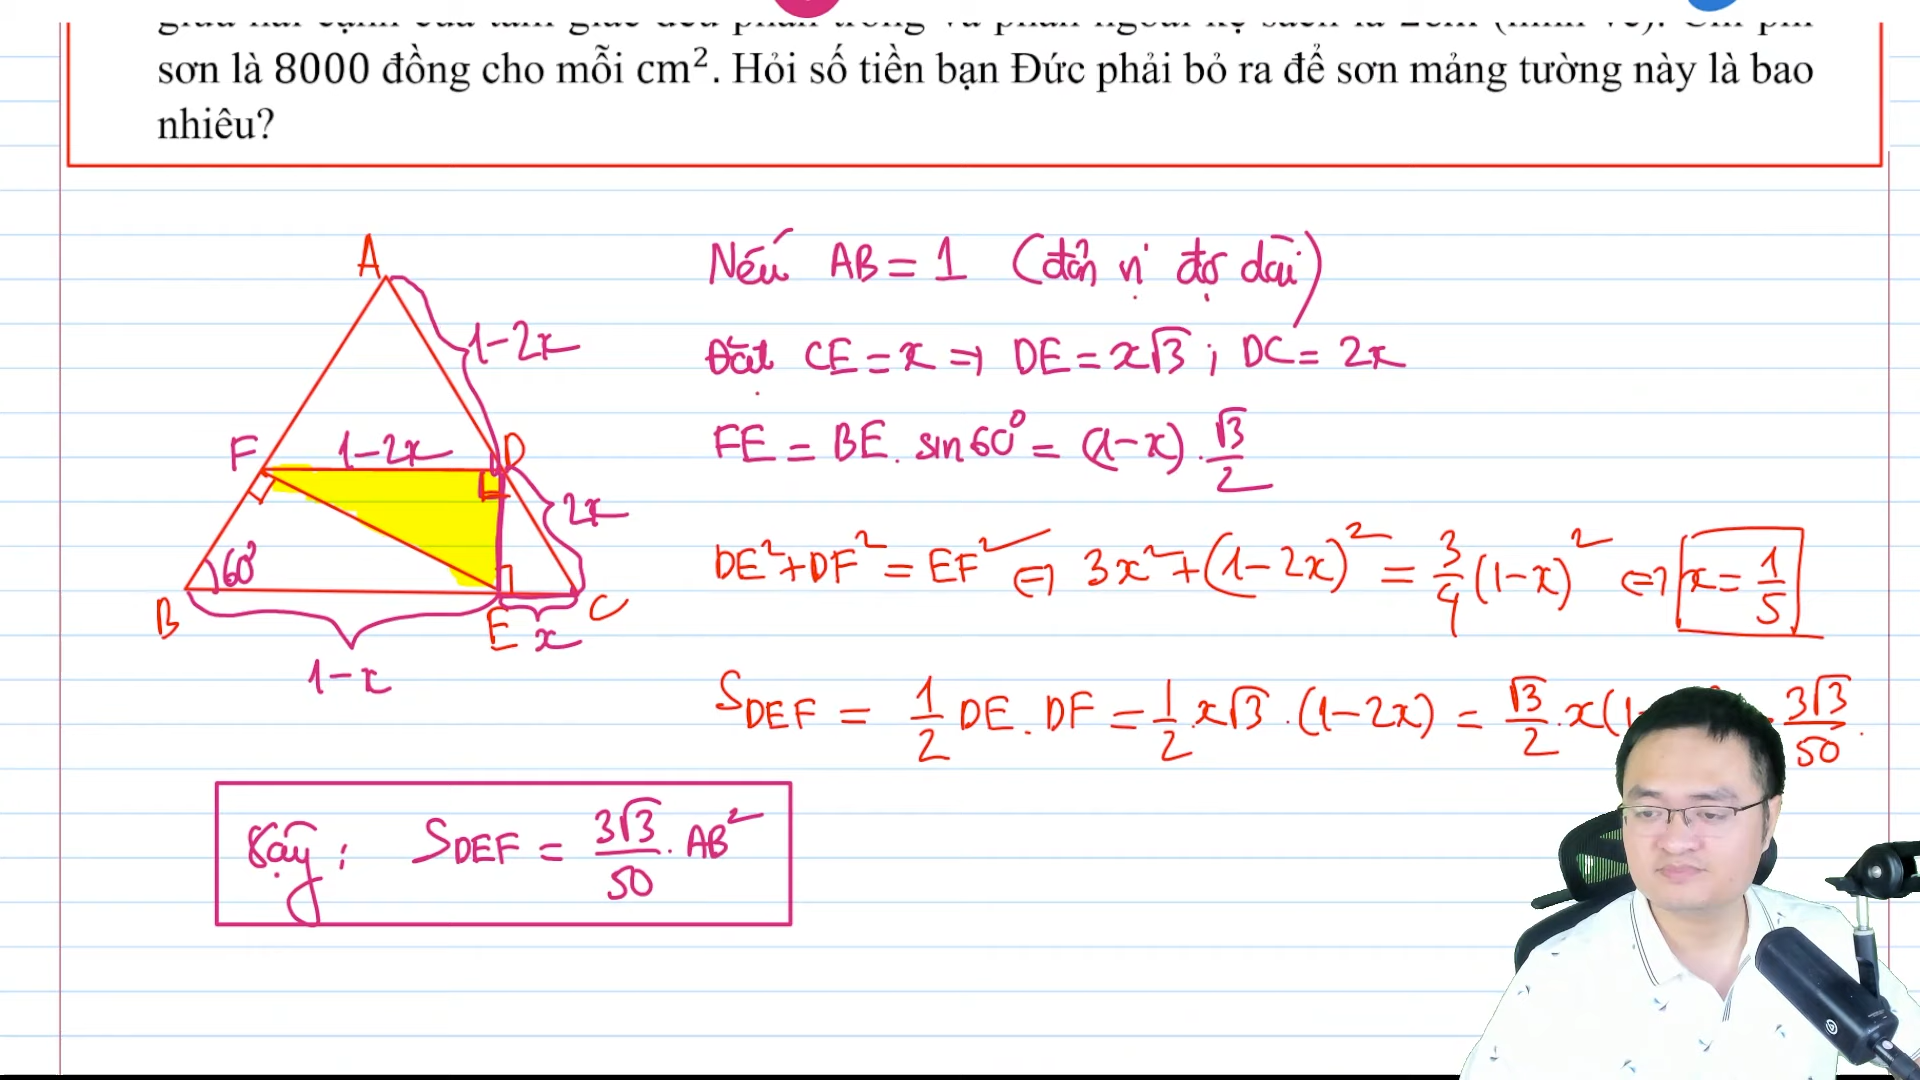 sơn là 8000 đồng cho mỗi cm². Hỏi số tiền bạn Đức phải bỏ ra để sơn mảng tường này là bao
nhiêu?
A
1-2x
F
1-2x
D
2x
60°
B
E
x
C
1-x
Nếu AB = 1 (đơn vị độ dài)
Đặt CE = x ⇒ DE = x√3 ; DC = 2x
FE = BE . sin 60° = (1-x) . √3/2
DE² + DF² = EF² ⇔ 3x² + (1-2x)² = 3/4 (1-x)² ⇔ x = 1/5
S_DEF = 1/2 DE . DF = 1/2 . x√3 . (1-2x) = √3/2 . x(1 3√3/50 .
Vậy : S_DEF = 3√3/50 . AB²